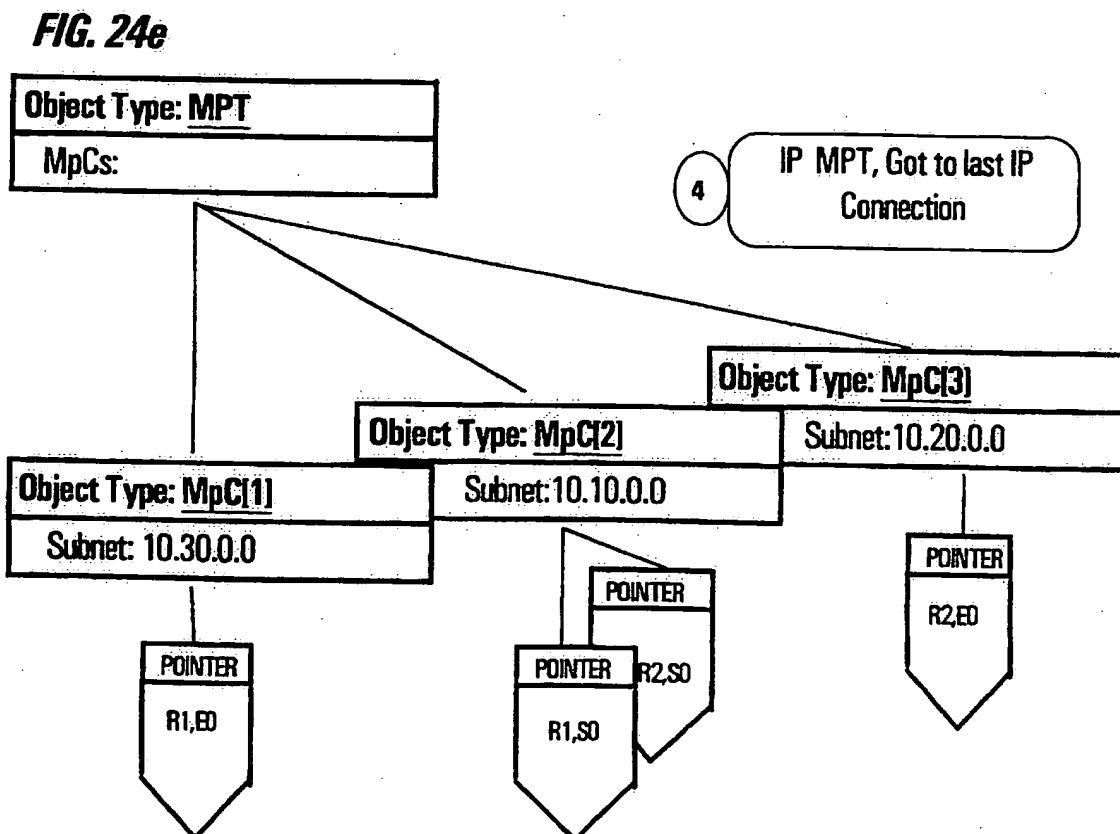 FIG. 24e
Object Type: MPT
MpCs:
4
IP MPT, Got to last IP
Connection
Object Type: MpC[3]
Subnet:10.20.0.0
Object Type: MpC[2]
Subnet:10.10.0.0
Object Type: MpC[1]
Subnet: 10.30.0.0
POINTER
R2,E0
POINTER
R2,S0
POINTER
R1,S0
POINTER
R1,E0